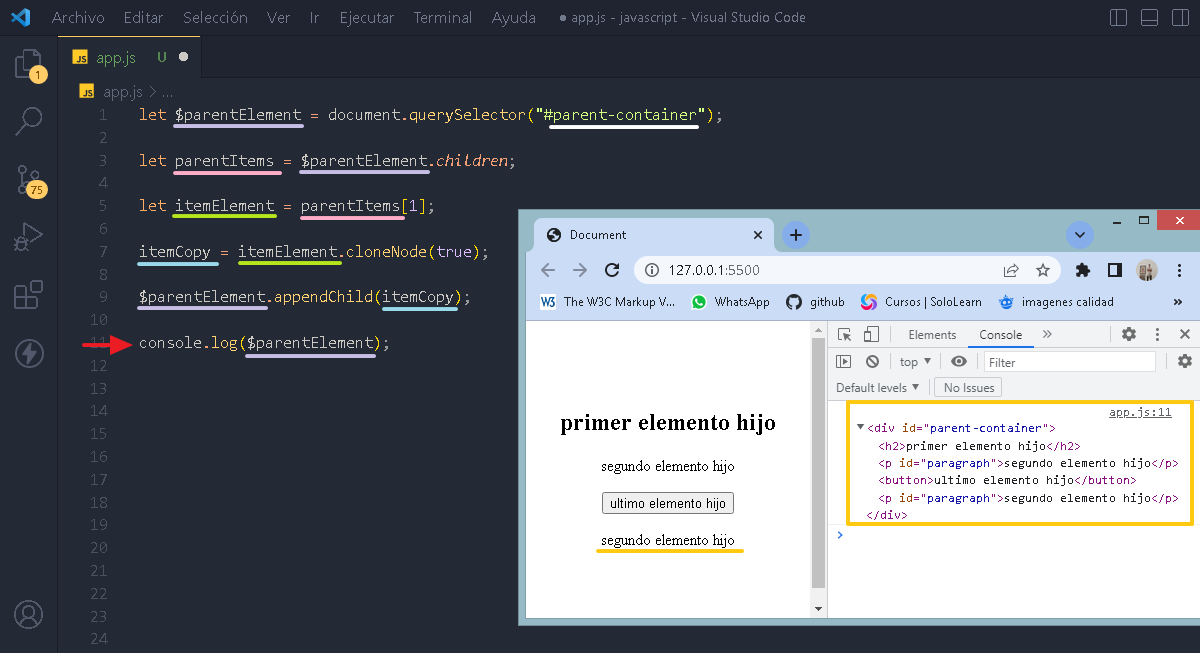 Archivo Editar Selección Ver Ir Ejecutar Terminal Ayuda ● app.js - javascript - Visual Studio Code
JS app.js U ●
JS app.js > ...
1 let $parentElement = document.querySelector("#parent-container");
2
3 let parentItems = $parentElement.children;
4
5 let itemElement = parentItems[1];
6
7 itemCopy = itemElement.cloneNode(true);
8
9 $parentElement.appendChild(itemCopy);
10
11 console.log($parentElement);
12
13
14
15
16
17
18
19
20
21
22
23
24
1
75
Document
127.0.0.1:5500
W3 The W3C Markup V... WhatsApp github Cursos | SoloLearn imagenes calidad »
primer elemento hijo
segundo elemento hijo
ultimo elemento hijo
segundo elemento hijo
Elements Console »
top Filter
Default levels No Issues
app.js:11
<div id="parent-container">
<h2>primer elemento hijo</h2>
<p id="paragraph">segundo elemento hijo</p>
<button>ultimo elemento hijo</button>
<p id="paragraph">segundo elemento hijo</p>
</div>